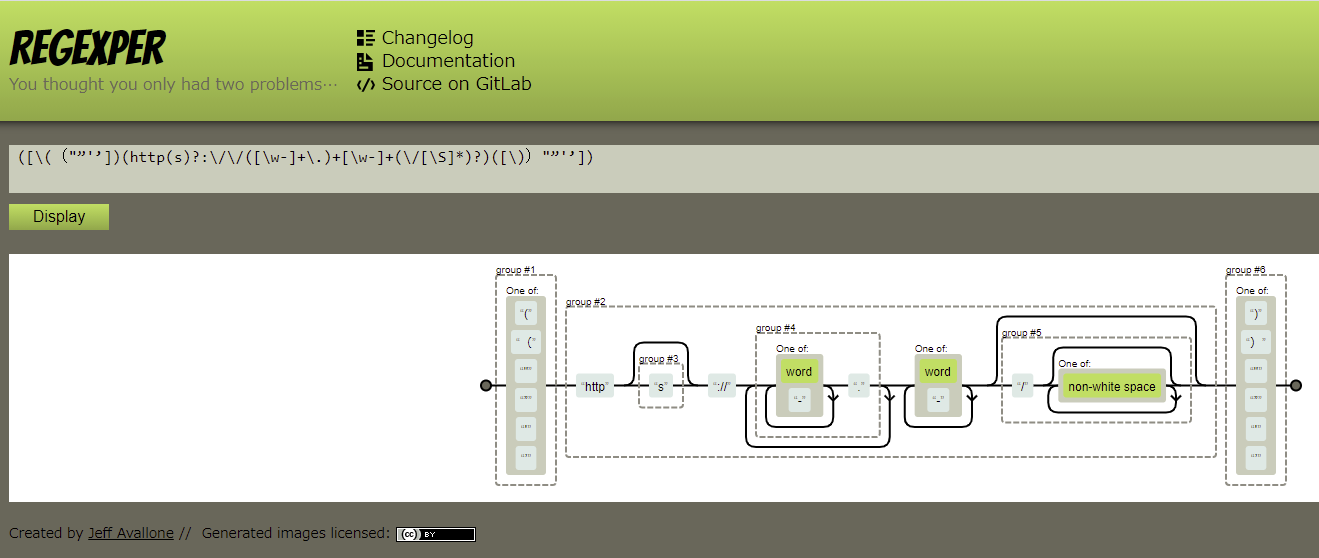 REGEXPER
You thought you only had two problems…
Changelog
Documentation
Source on GitLab
([\(（"”'’])(http(s)?:\/\/([\w-]+\.)+[\w-]+(\/[\S]*)?)([\)）"”'’])
Display
group #1
One of:
“(”
“（”
“"”
“””
“'”
“’”
group #2
“http”
group #3
“s”
“://”
group #4
One of:
word
“-”
“.”
One of:
word
“-”
group #5
“/”
One of:
non-white space
group #6
One of:
“)”
“）”
“"”
“””
“'”
“’”
Created by Jeff Avallone // Generated images licensed: (cc) BY